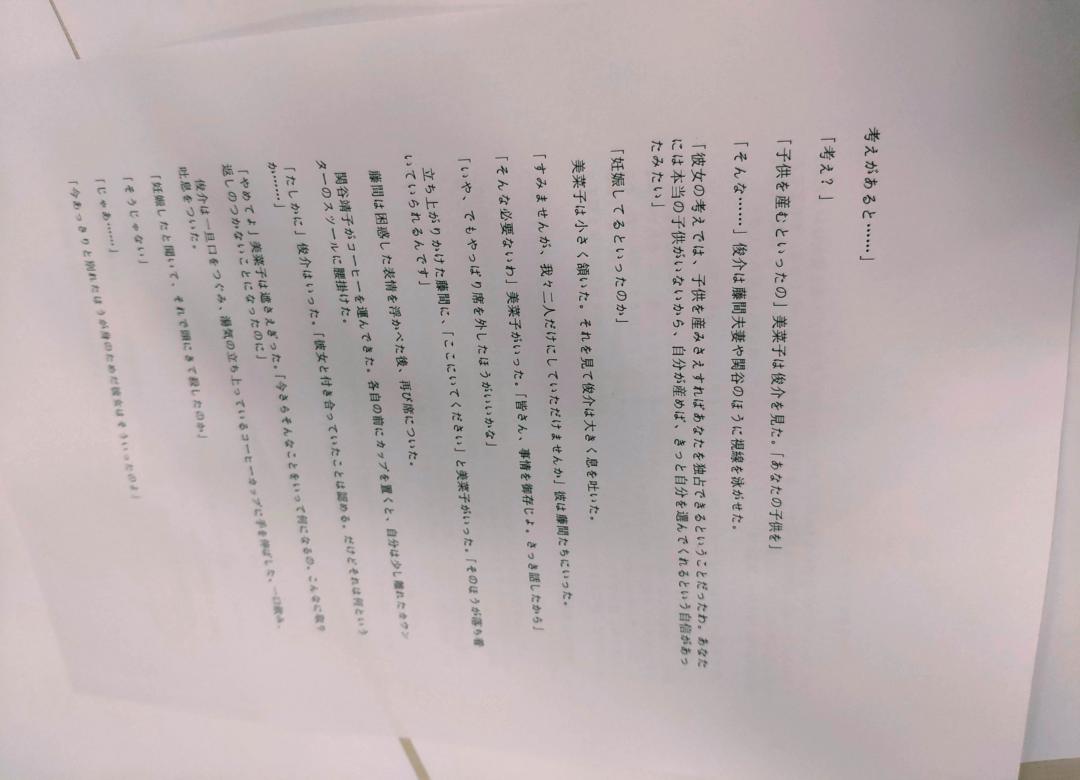 考えがあると……」
「考え？」
「子供を産むといったの」美菜子は俊介を見た。「あなたの子供を」
「そんな……」俊介は藤間夫妻や関谷のほうに視線を泳がせた。
「彼女の考えでは、子供を産みさえすればあなたを独占できるということだったわ。あなた
には本当の子供がいないから、自分が産めば、きっと自分を選んでくれるという自信があっ
たみたい」
「妊娠してるといったのか」
美菜子は小さく頷いた。それを見て俊介は大きく息を吐いた。
「すみませんが、我々二人だけにしていただけませんか」彼は藤間たちにいった。
「そんな必要ないわ」美菜子がいった。「皆さん、事情を御存じよ。さっき話したから」
「いや、でもやっぱり席を外したほうがいいかな」
立ち上がりかけた藤間に、「ここにいてください」と美菜子がいった。「そのほうが落ち着
いていられるんです」
藤間は困惑した表情を浮かべた後、再び席についた。
関谷靖子がコーヒーを運んできた。各自の前にカップを置くと、自分は少し離れたカウン
ターのスツールに腰掛けた。
「たしかに」俊介はいった。「彼女と付き合っていたことは認める。だけどそれは何という
か……」
「やめてよ」美菜子は遮さえぎった。「今さらそんなことをいって何になるの。こんなに取り
返しのつかないことになったのに」
俊介は一旦口をつぐみ、湯気の立ち上っているコーヒーカップに手を伸ばした。一口飲み、
吐息をついた。
「妊娠したと聞いて、それで頭にきて殺したのか」
「そうじゃない」
「じゃあ……」
「今あっさりと別れたほうが身のためだ彼女はそういったのよ」